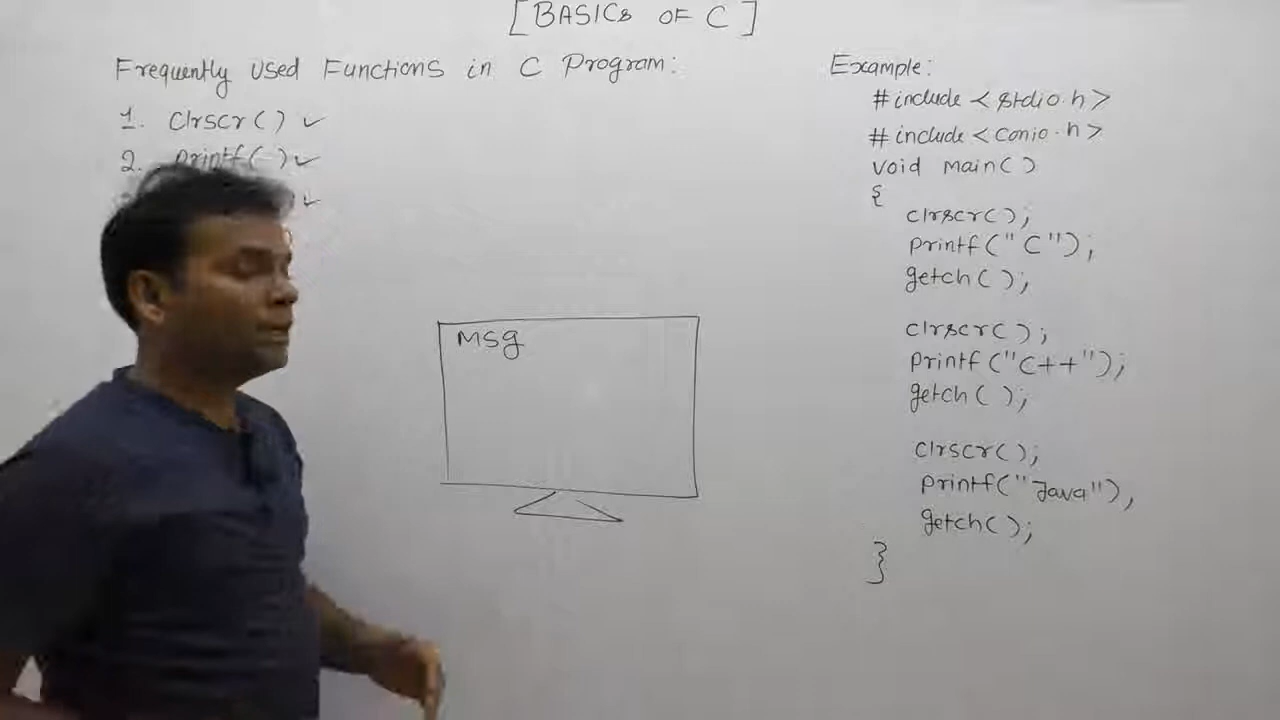 [BASICS OF C]
Frequently Used Functions in C Program:
1. Clrscr() ✓
2. printf() ✓
✓
Msg
Example:
#include <stdio.h>
#include <conio.h>
void main()
{
clrscr();
printf("C");
getch();
clrscr();
printf("C++");
getch();
clrscr();
printf("Java"),
getch();
}